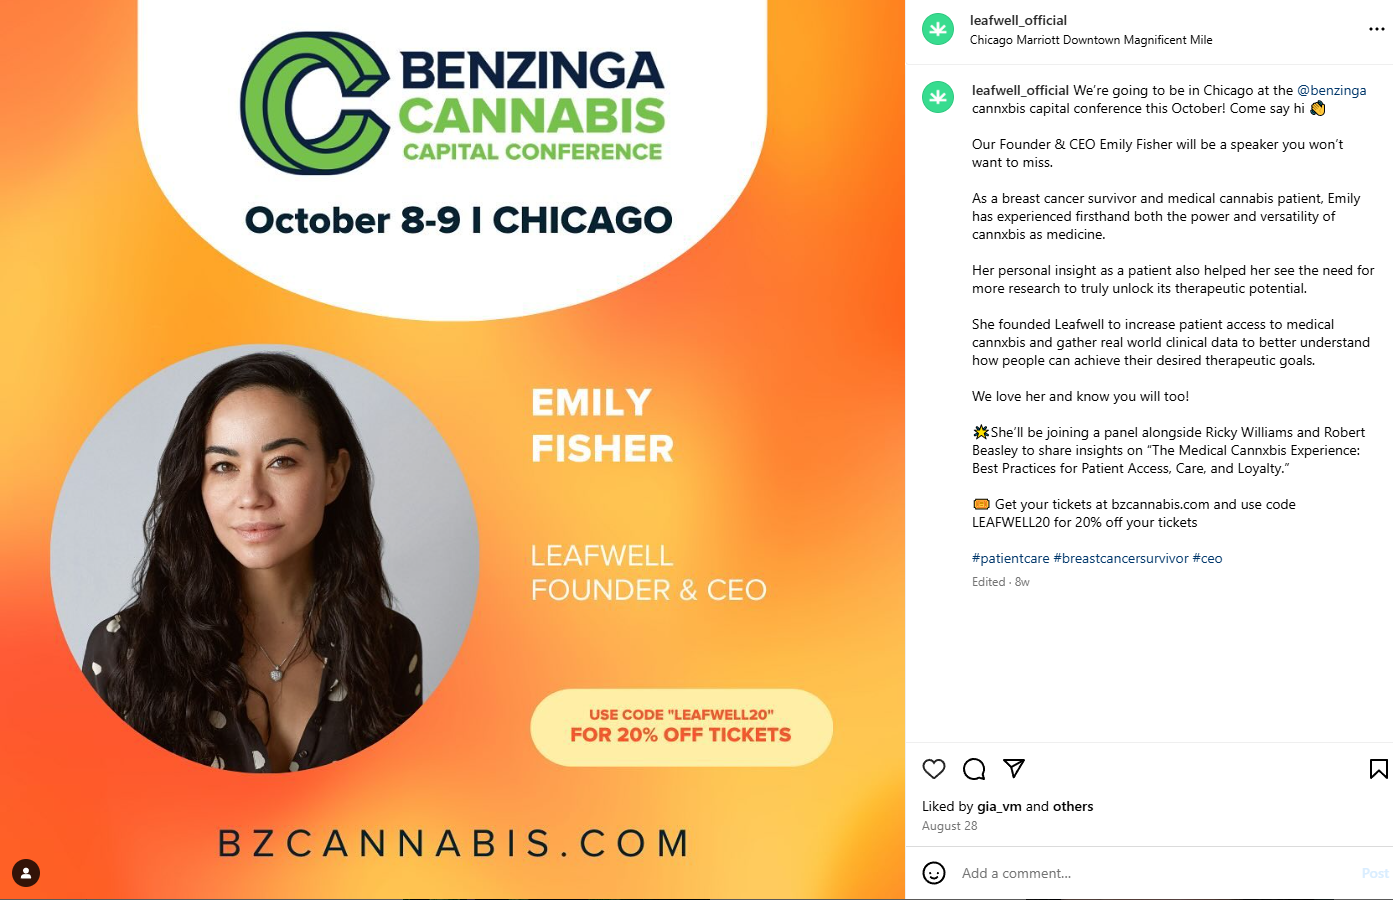 BENZINGA
CANNABIS
CAPITAL CONFERENCE
October 8-9 I CHICAGO
EMILY
FISHER
LEAFWELL
FOUNDER & CEO
USE CODE "LEAFWELL20"
FOR 20% OFF TICKETS
BZCANNABIS.COM
leafwell_official
Chicago Marriott Downtown Magnificent Mile
leafwell_official We’re going to be in Chicago at the @benzinga
cannxbis capital conference this October! Come say hi 👏
Our Founder & CEO Emily Fisher will be a speaker you won’t
want to miss.
As a breast cancer survivor and medical cannabis patient, Emily
has experienced firsthand both the power and versatility of
cannxbis as medicine.
Her personal insight as a patient also helped her see the need for
more research to truly unlock its therapeutic potential.
She founded Leafwell to increase patient access to medical
cannxbis and gather real world clinical data to better understand
how people can achieve their desired therapeutic goals.
We love her and know you will too!
🌟She’ll be joining a panel alongside Ricky Williams and Robert
Beasley to share insights on “The Medical Cannxbis Experience:
Best Practices for Patient Access, Care, and Loyalty.”
🎟️ Get your tickets at bzcannabis.com and use code
LEAFWELL20 for 20% off your tickets
#patientcare #breastcancersurvivor #ceo
Edited · 8w
Liked by gia_vm and others
August 28
Add a comment...
Post